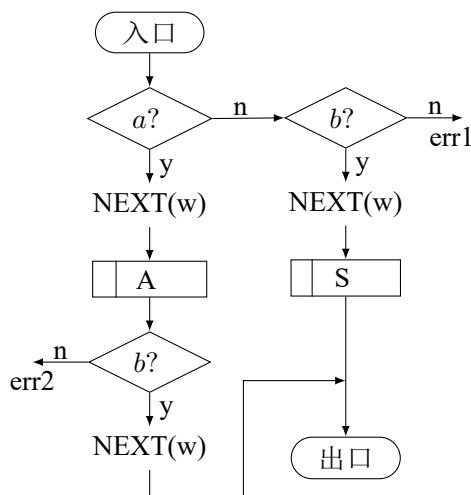 入口
a? n b? n
err1
y y
NEXT(w) NEXT(w)
A S
n b?
err2
y
NEXT(w) 出口